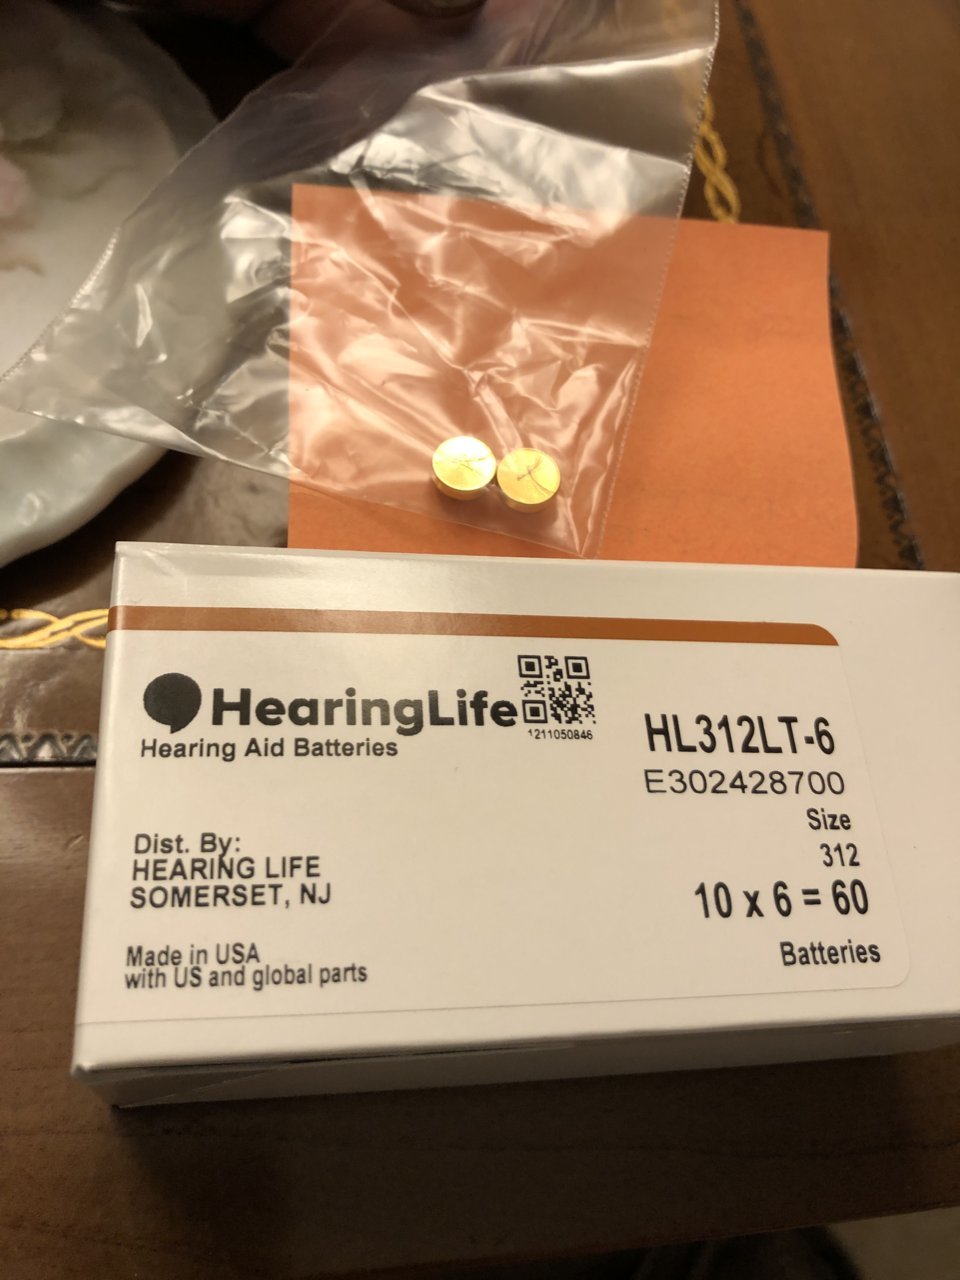 HearingLife
Hearing Aid Batteries
1211050846
HL312LT-6
E302428700
Size
312
10 x 6 = 60
Batteries
Dist. By:
HEARING LIFE
SOMERSET, NJ
Made in USA
with US and global parts